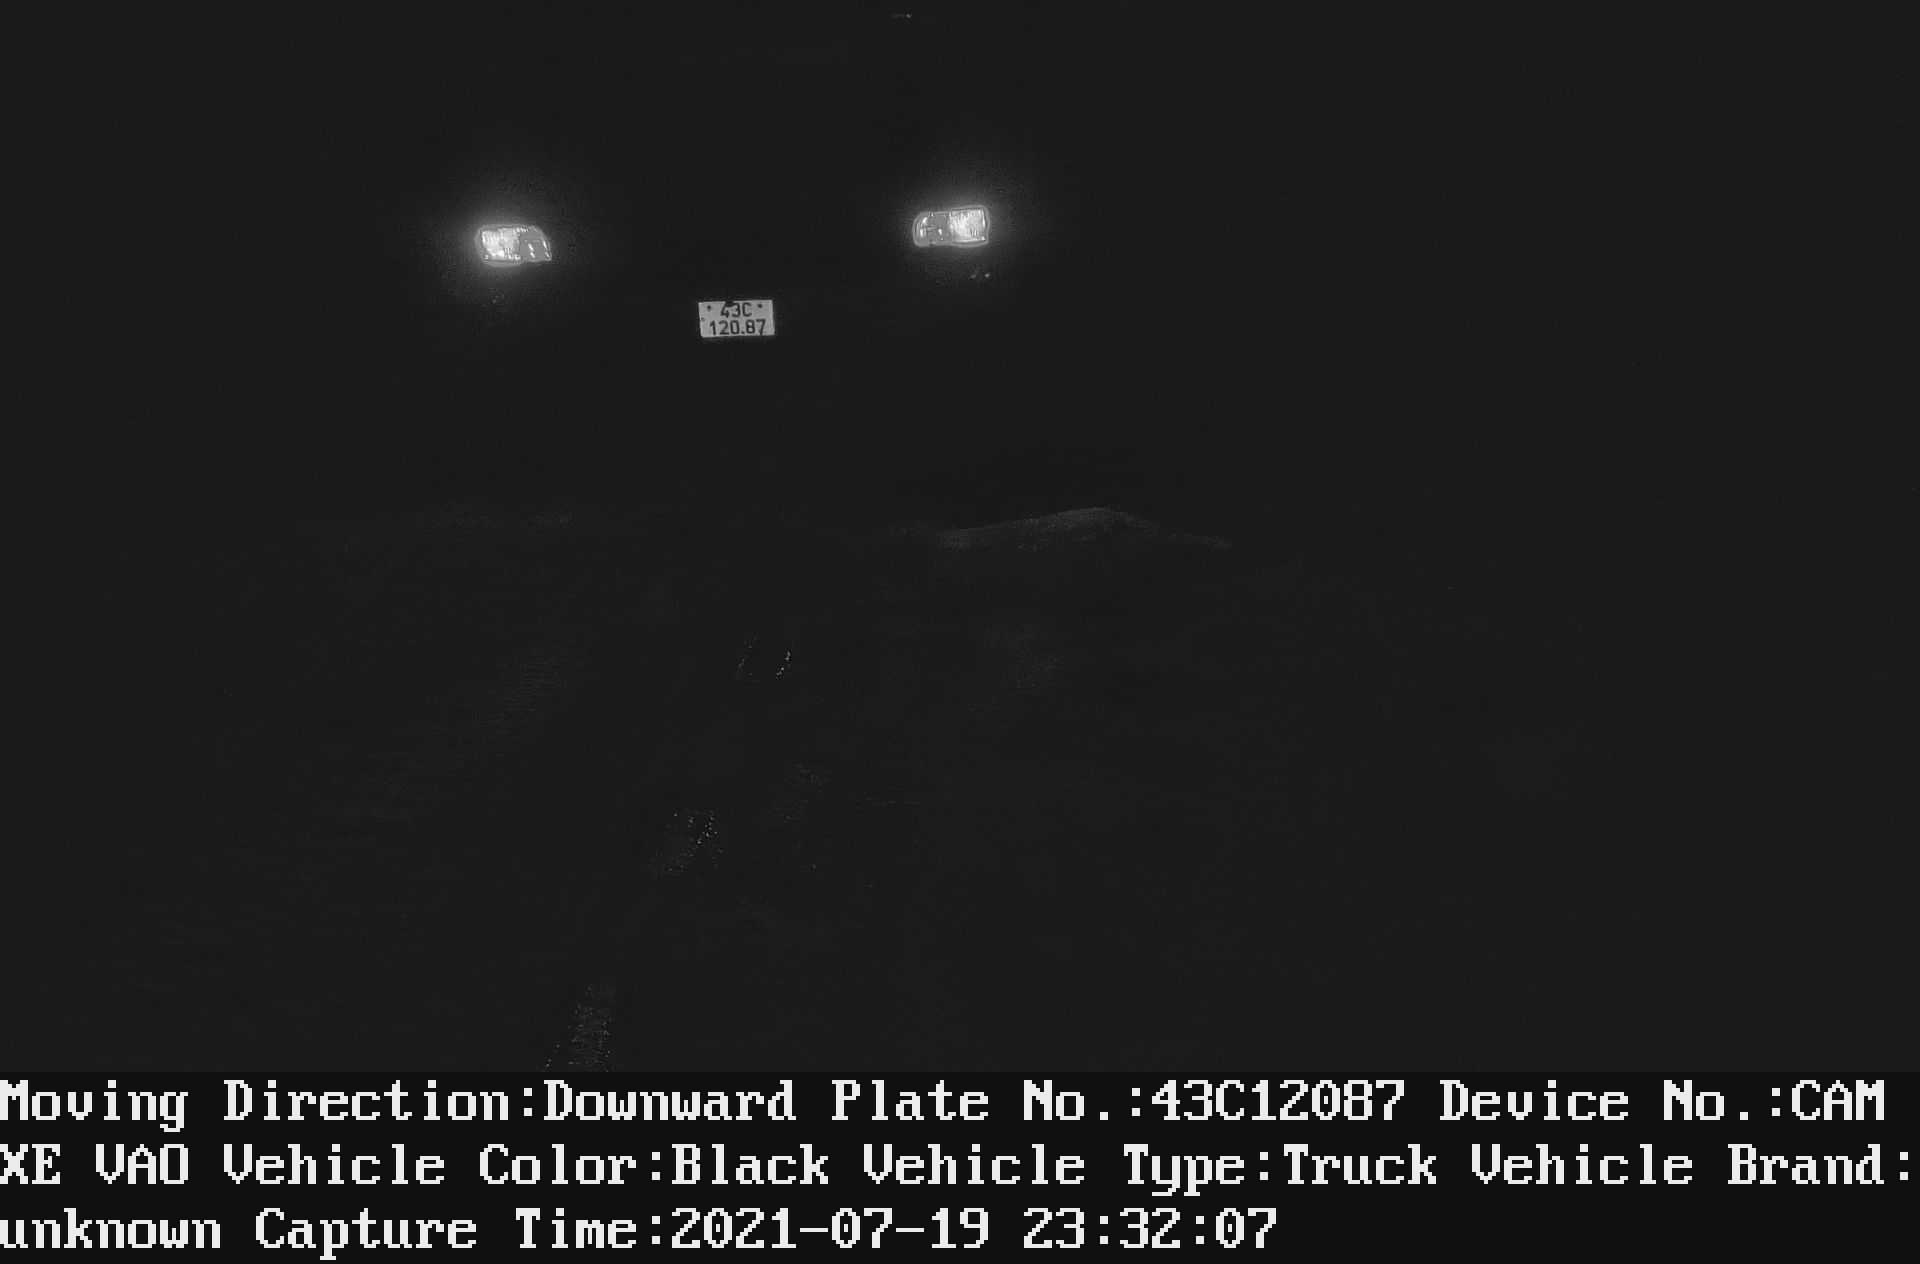 43C
120.87
Moving Direction:Downward Plate No.:43C12087 Device No.:CAM
XE VAO Vehicle Color:Black Vehicle Type:Truck Vehicle Brand:
unknown Capture Time:2021-07-19 23:32:07